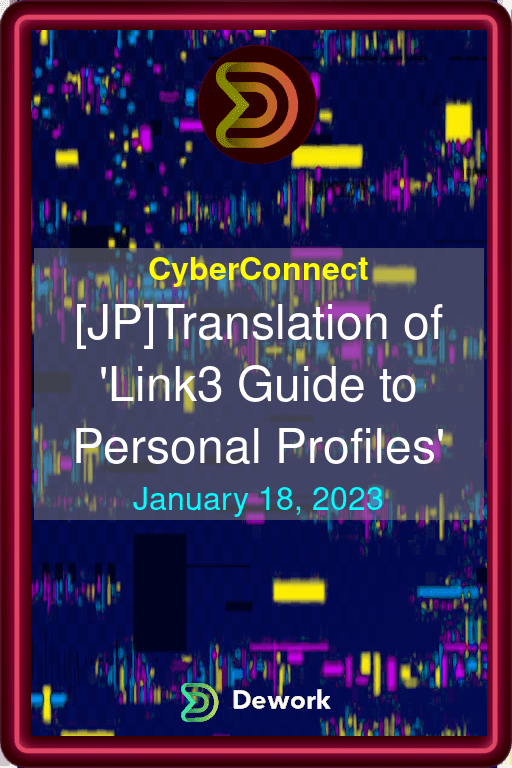 CyberConnect
[JP]Translation of
'Link3 Guide to
Personal Profiles'
January 18, 2023
Dework